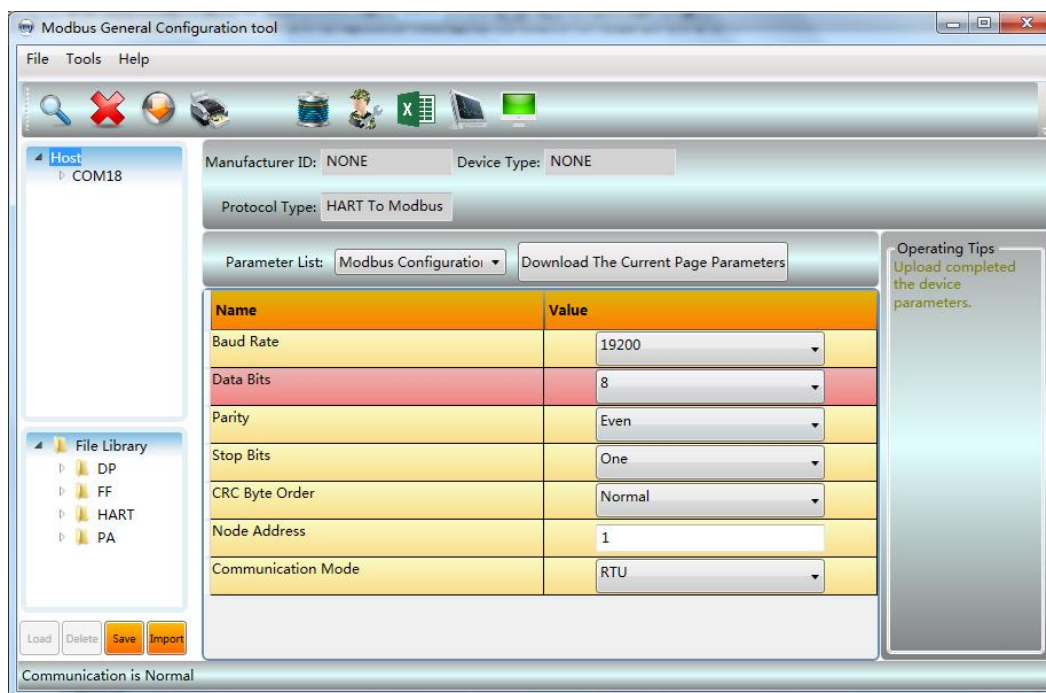 Modbus General Configuration tool
File Tools Help
Host
COM18
Manufacturer ID: NONE Device Type: NONE
Protocol Type: HART To Modbus
Parameter List: Modbus Configuration Download The Current Page Parameters
Name Value
Baud Rate 19200
Data Bits 8
Parity Even
Stop Bits One
CRC Byte Order Normal
Node Address 1
Communication Mode RTU
Operating Tips
Upload completed
the device
parameters.
File Library
DP
FF
HART
PA
Load Delete Save Import
Communication is Normal